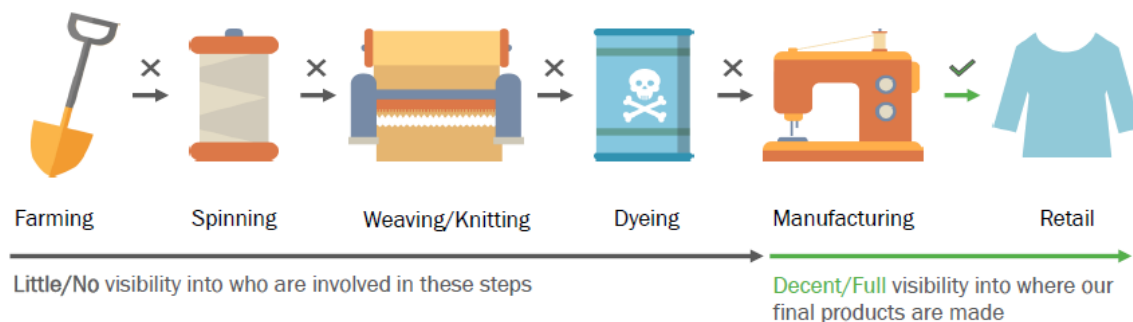 Farming
Spinning
Weaving/Knitting
Dyeing
Manufacturing
Retail
Little/No visibility into who are involved in these steps
Decent/Full visibility into where our
final products are made